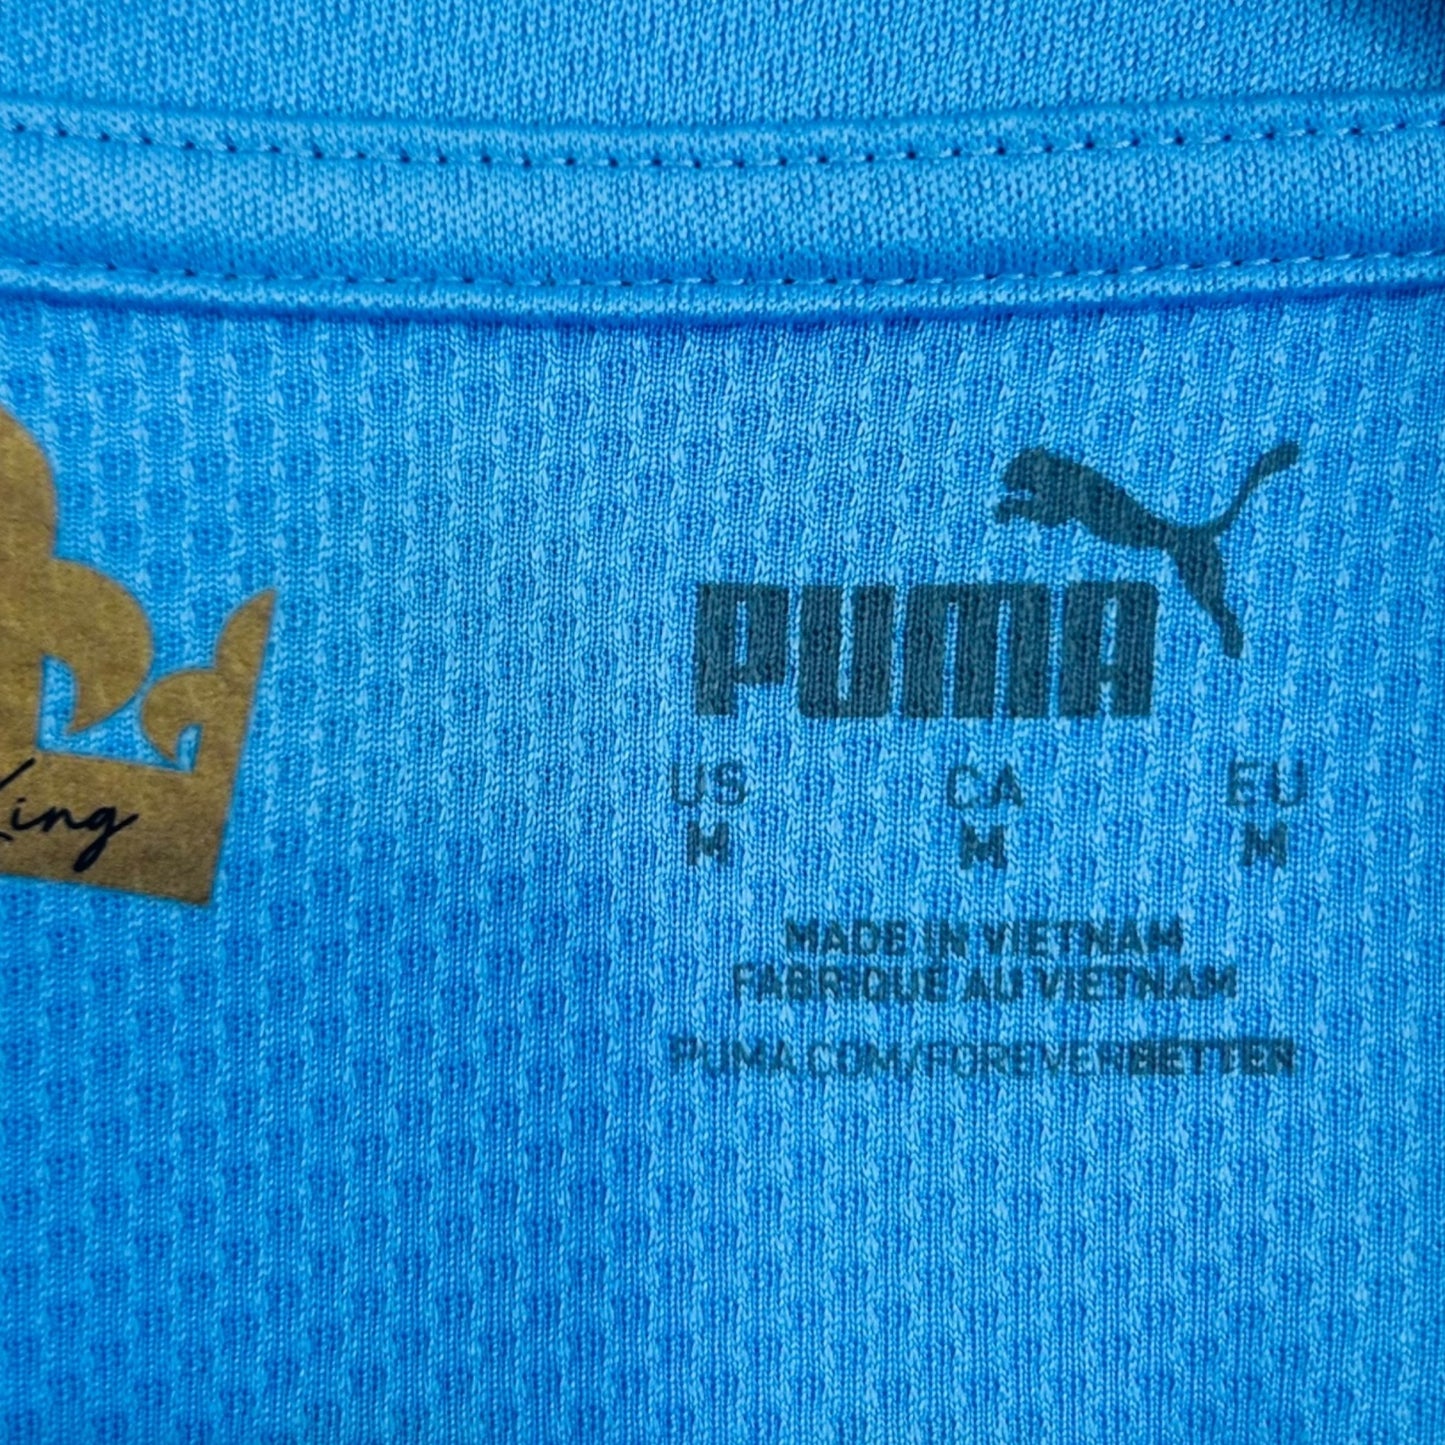 PUMA
US CA EU
M M M
MADE IN VIETNAM
FABRIQUÉ AU VIETNAM
PUMA.COM/FOREVERBETTER
King